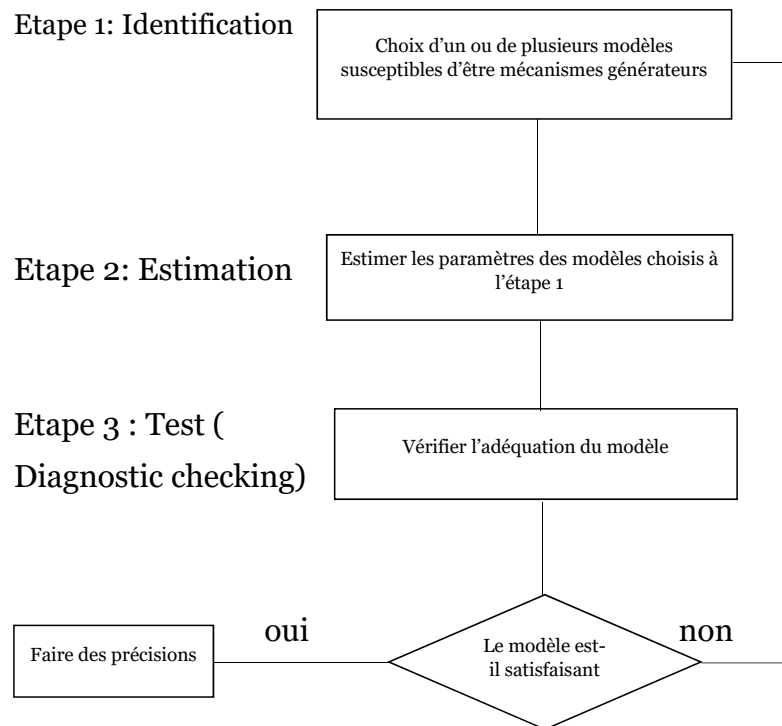 Etape 1: Identification
Choix d’un ou de plusieurs modèles
susceptibles d’être mécanismes générateurs
Etape 2: Estimation
Estimer les paramètres des modèles choisis à
l’étape 1
Etape 3 : Test (
Diagnostic checking)
Vérifier l’adéquation du modèle
oui
non
Faire des précisions
Le modèle est-
il satisfaisant